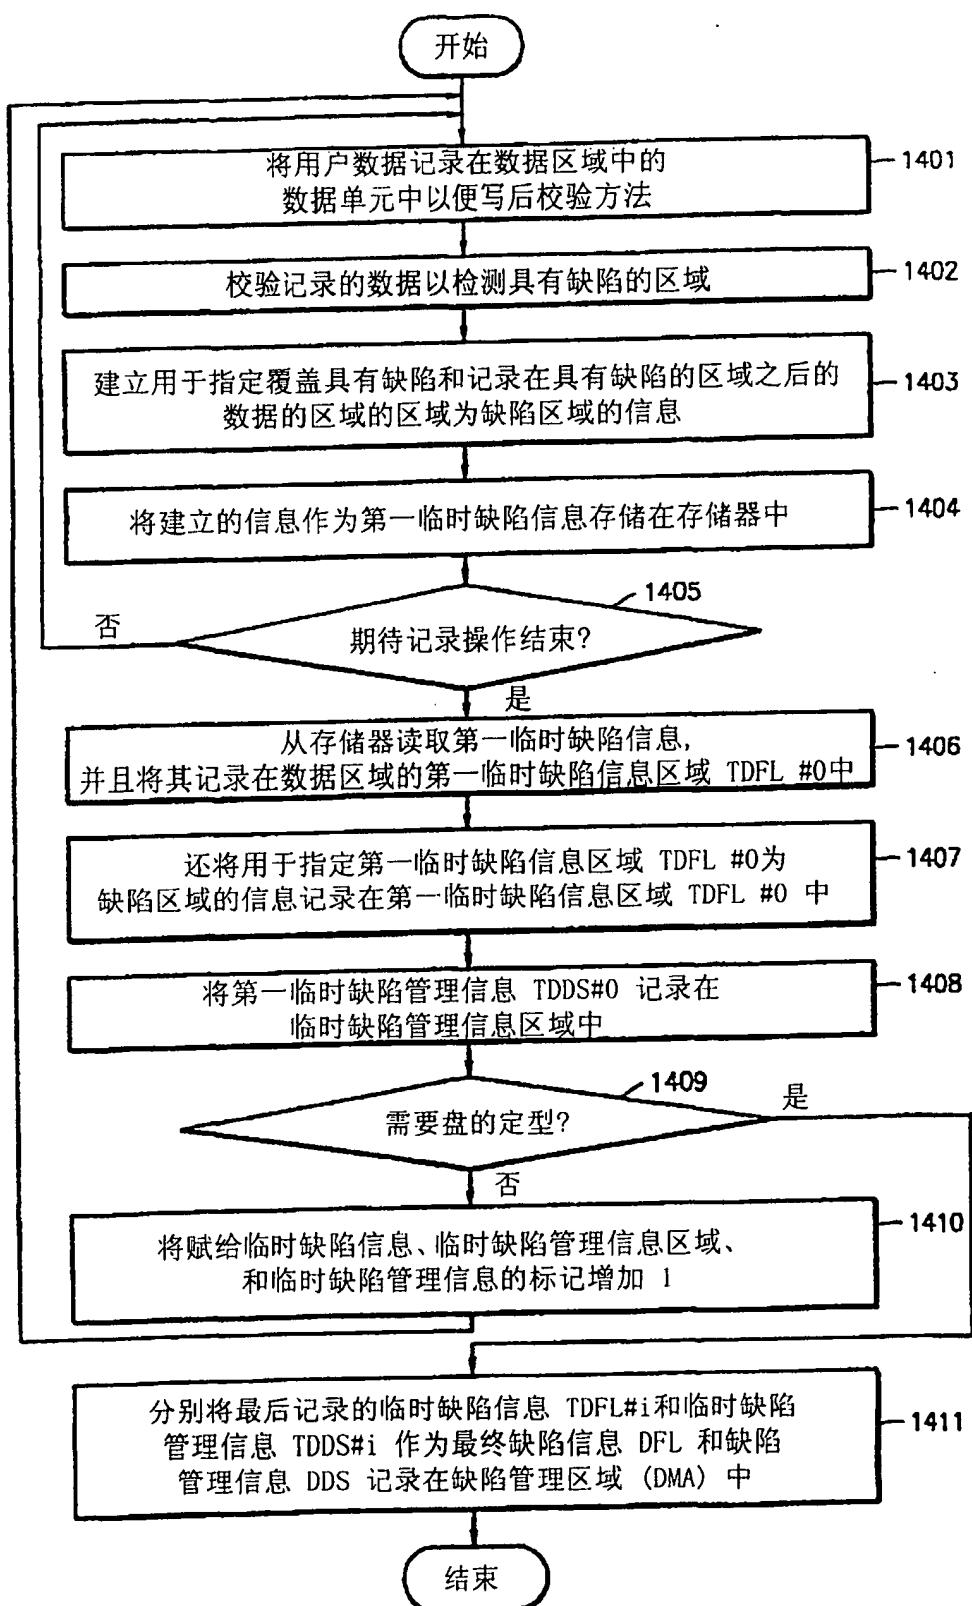 开始
将用户数据记录在数据区域中的
数据单元中以便写后校验方法
1401
校验记录的数据以检测具有缺陷的区域
1402
建立用于指定覆盖具有缺陷和记录在具有缺陷的区域之后的
数据的区域的区域为缺陷区域的信息
1403
将建立的信息作为第一临时缺陷信息存储在存储器中
1404
1405
否
期待记录操作结束?
是
从存储器读取第一临时缺陷信息,
并且将其记录在数据区域的第一临时缺陷信息区域 TDFL #0中
1406
还将用于指定第一临时缺陷信息区域 TDFL #0为
缺陷区域的信息记录在第一临时缺陷信息区域 TDFL #0 中
1407
将第一临时缺陷管理信息 TDDS#0 记录在
临时缺陷管理信息区域中
1408
1409
是
需要盘的定型?
否
将赋给临时缺陷信息、临时缺陷管理信息区域、
和临时缺陷管理信息的标记增加 1
1410
分别将最后记录的临时缺陷信息 TDFL#i和临时缺陷
管理信息 TDDS#i 作为最终缺陷信息 DFL 和缺陷
管理信息 DDS 记录在缺陷管理区域 (DMA) 中
1411
结束